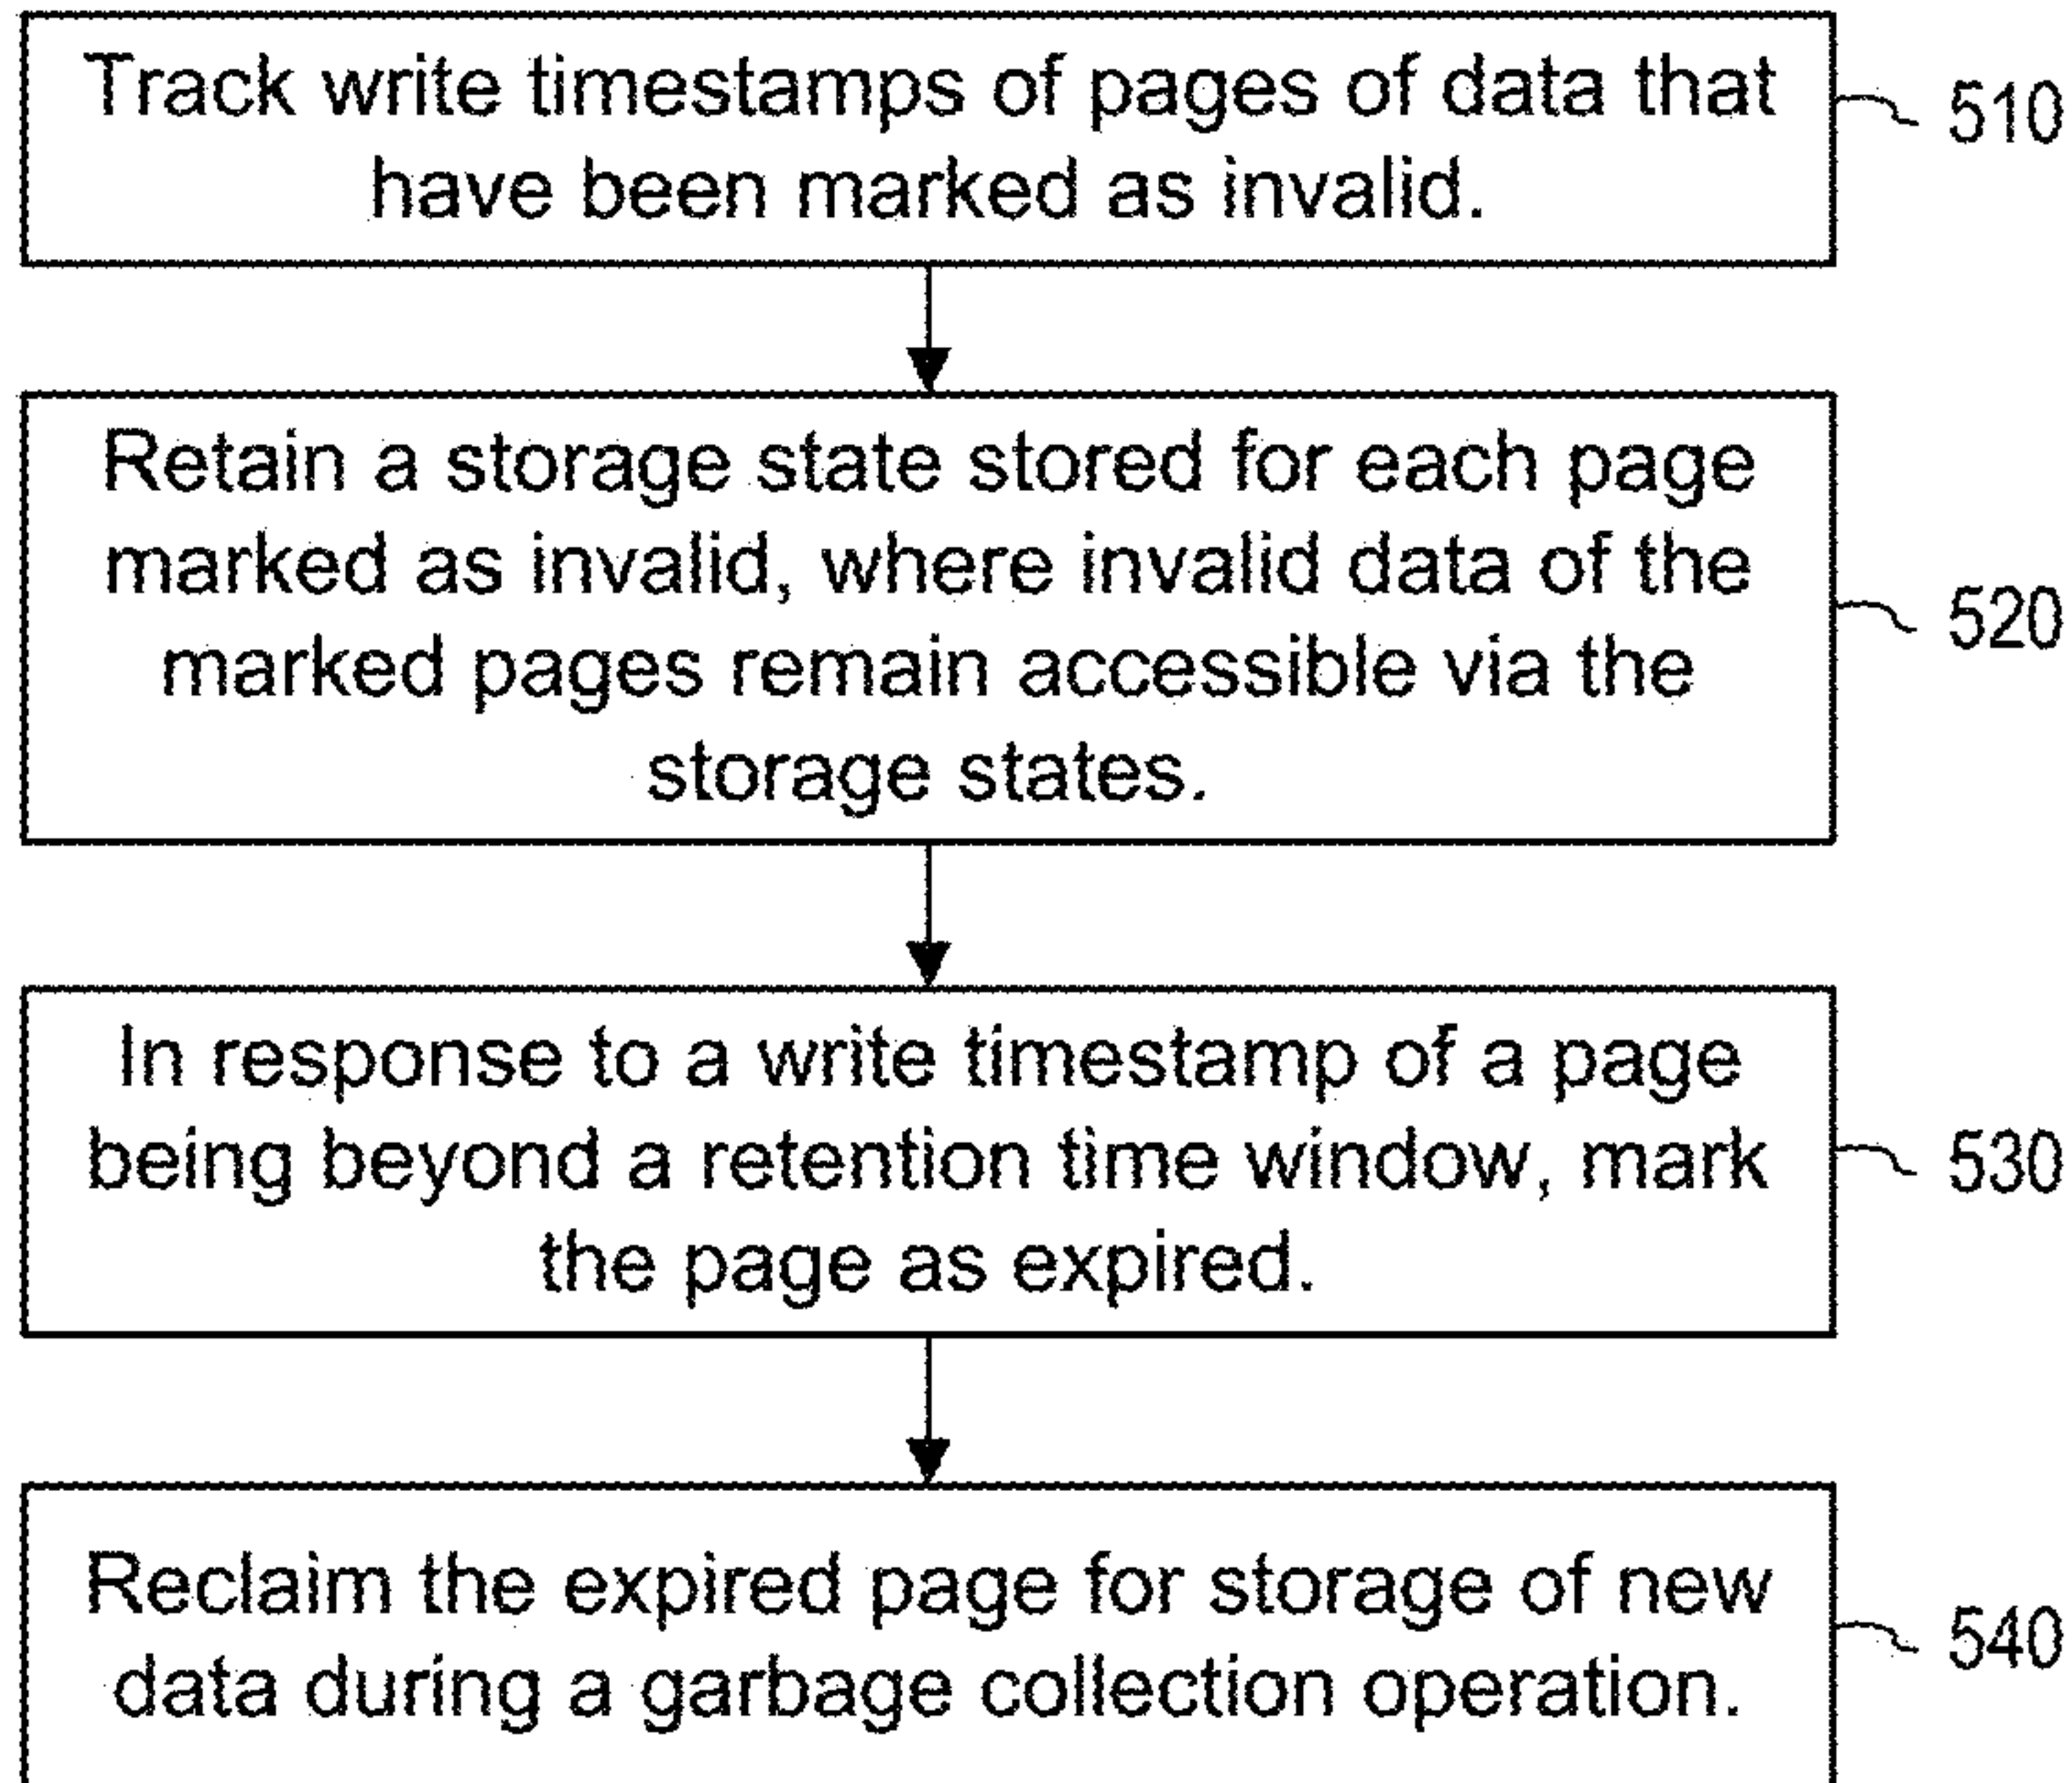 Track write timestamps of pages of data that
have been marked as invalid.
510
Retain a storage state stored for each page
marked as invalid, where invalid data of the
marked pages remain accessible via the
storage states.
520
In response to a write timestamp of a page
being beyond a retention time window, mark
the page as expired.
530
Reclaim the expired page for storage of new
data during a garbage collection operation.
540